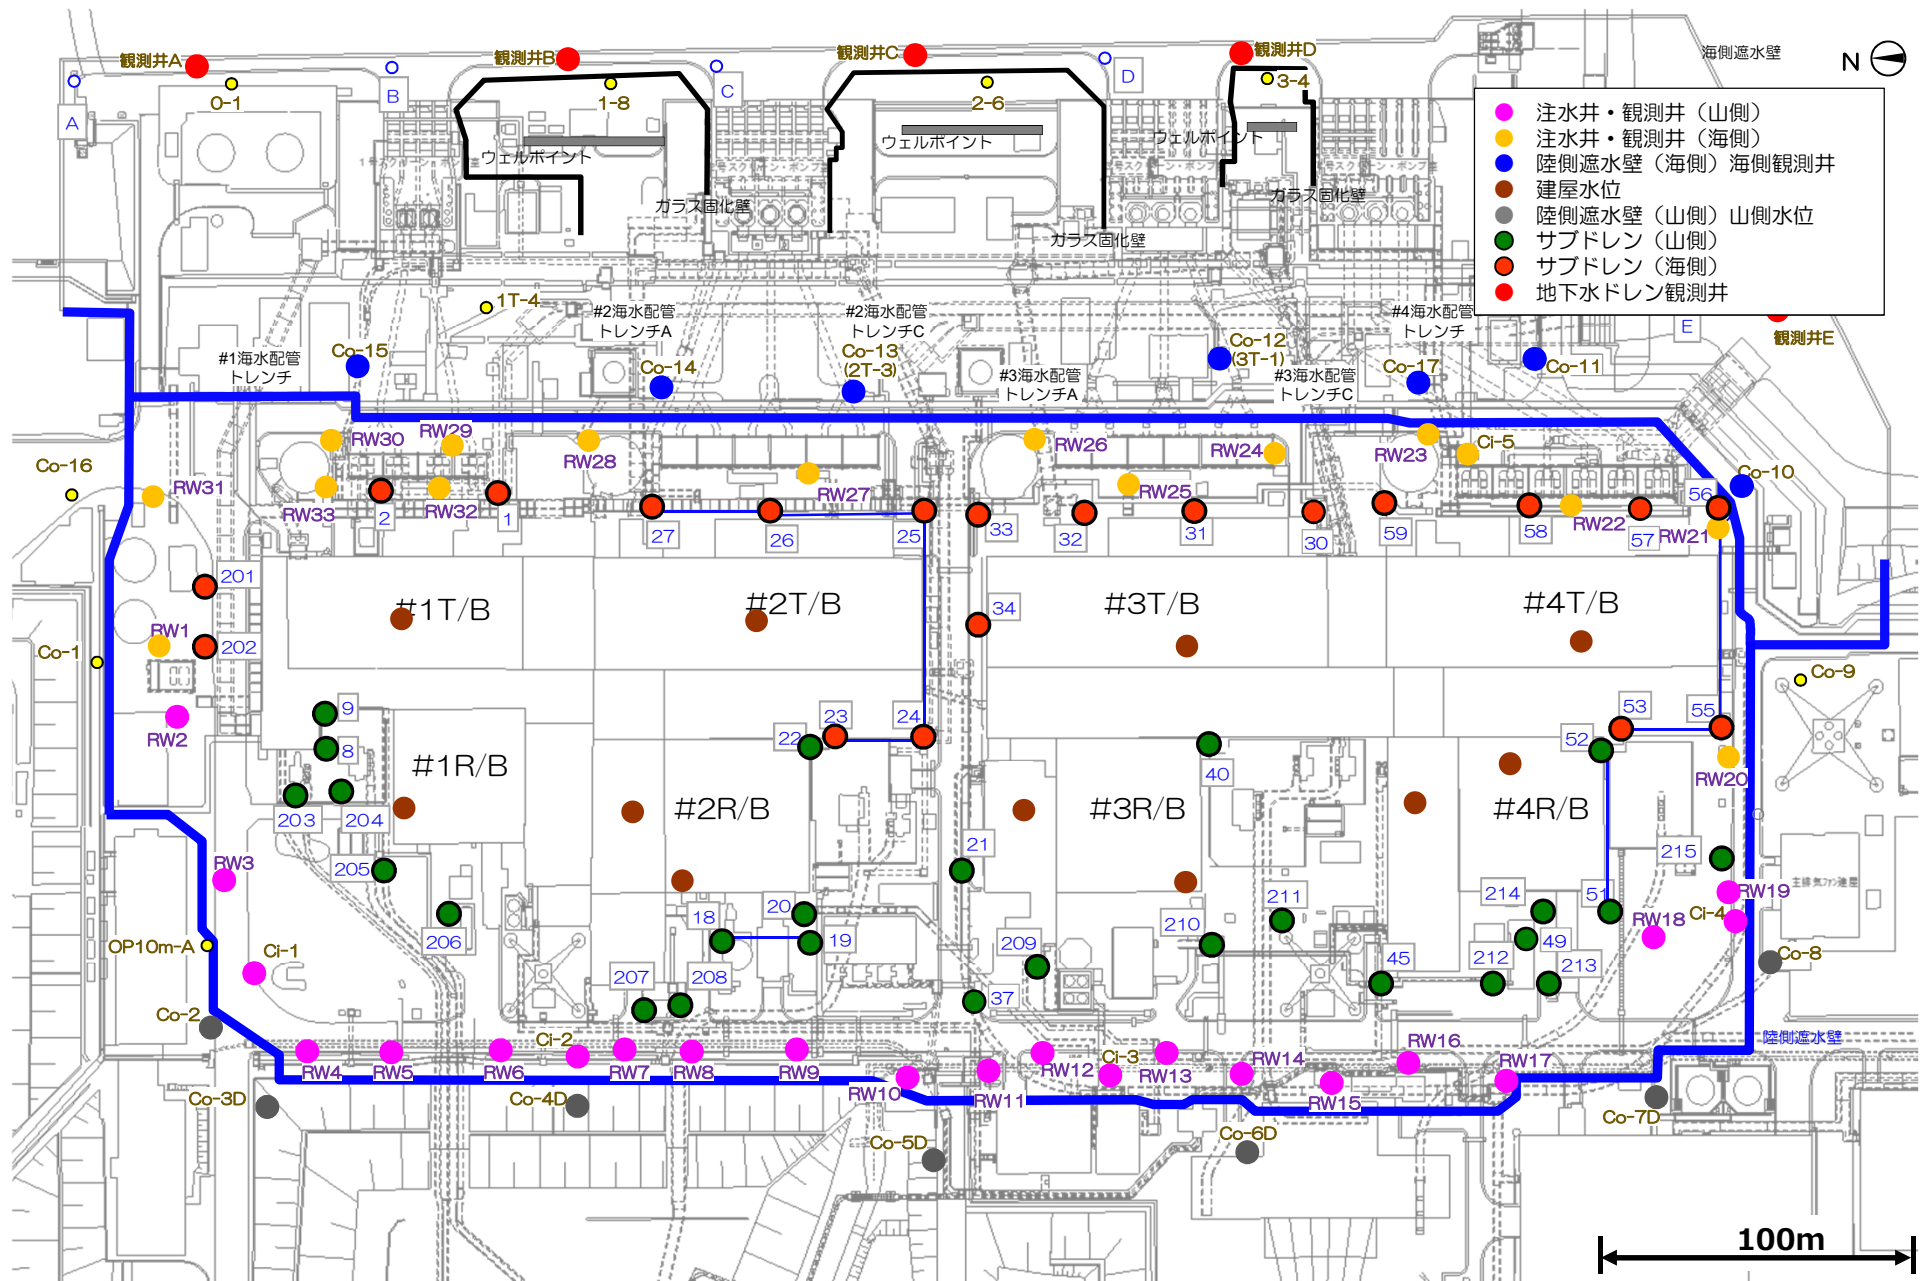 観測井A
観測井B
観測井C
観測井D
海側遮水壁
N
A
0-1
B
1-8
C
2-6
D
3-4
注水井・観測井（山側）
注水井・観測井（海側）
陸側遮水壁（海側）海側観測井
建屋水位
陸側遮水壁（山側）山側水位
サブドレン（山側）
サブドレン（海側）
地下水ドレン観測井
ウェルポイント
ウェルポイント
ウェルポイント
ガラス固化壁
ガラス固化壁
ガラス固化壁
1T-4
#2海水配管
トレンチA
#2海水配管
トレンチC
#4海水配管
トレンチ
E
観測井E
#1海水配管
トレンチ
Co-15
Co-14
Co-13
(2T-3)
#3海水配管
トレンチA
Co-12
(3T-1)
#3海水配管
トレンチC
Co-17
Co-11
RW30
RW29
RW28
RW26
RW24
RW23
Ci-5
Co-16
RW31
RW33
2
RW32
1
27
26
RW27
25
33
32
RW25
31
30
59
58
RW22
57
RW21
56
Co-10
201
RW1
202
Co-1
#1T/B
#2T/B
34
#3T/B
#4T/B
Co-9
RW2
9
8
#1R/B
22
23
24
40
52
53
55
RW20
203
204
#2R/B
#3R/B
#4R/B
RW3
205
206
21
215
主排気ファン建屋
OP10m-A
Ci-1
18
20
19
209
210
211
214
51
49
RW18
RW19
Ci-4
Co-8
207
208
37
45
212
213
Co-2
Ci-2
Ci-3
陸側遮水壁
RW4
RW5
RW6
RW7
RW8
RW9
RW10
RW11
RW12
RW13
RW14
RW15
RW16
RW17
Co-3D
Co-4D
Co-5D
Co-6D
Co-7D
100m